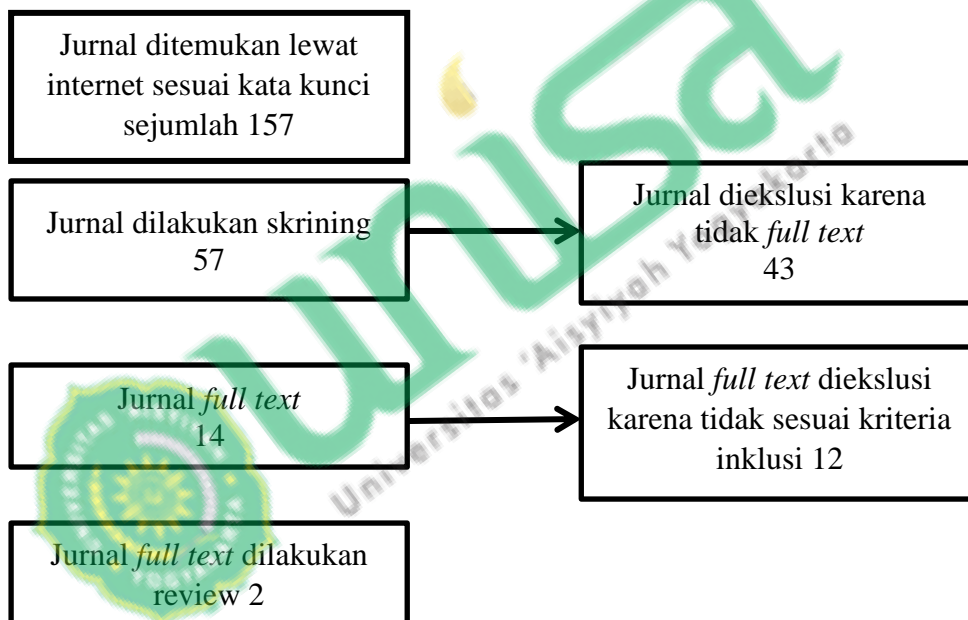 Jurnal ditemukan lewat
internet sesuai kata kunci
sejumlah 157
Jurnal dilakukan skrining
57
Jurnal diekslusi karena
tidak full text
43
Jurnal full text
14
Jurnal full text diekslusi
karena tidak sesuai kriteria
inklusi 12
Jurnal full text dilakukan
review 2
unisa
Universitas 'Aisyiyah Yogyakarta